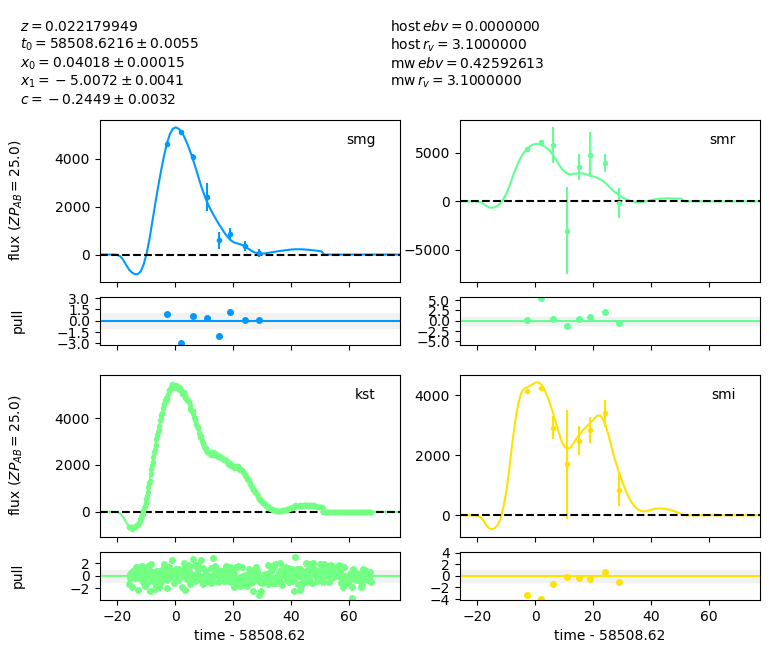 z = 0.022179949
t₀ = 58508.6216 ± 0.0055
x₀ = 0.04018 ± 0.00015
x₁ = −5.0072 ± 0.0041
c = −0.2449 ± 0.0032
host ebv = 0.0000000
host r_v = 3.1000000
mw ebv = 0.42592613
mw r_v = 3.1000000
smg
flux (ZP_AB = 25.0)
4000
2000
0
smr
5000
0
−5000
pull
3.0
1.5
0.0
−1.5
−3.0
5.0
2.5
0.0
−2.5
−5.0
kst
flux (ZP_AB = 25.0)
4000
2000
0
smi
4000
2000
0
pull
2
0
−2
−20 0 20 40 60
time - 58508.62
4
2
0
−2
−4
−20 0 20 40 60
time - 58508.62